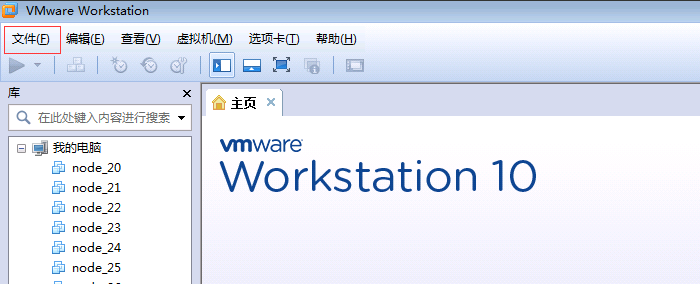 VMware Workstation
文件(F) 编辑(E) 查看(V) 虚拟机(M) 选项卡(T) 帮助(H)
库
在此处键入内容进行搜索
我的电脑
node_20
node_21
node_22
node_23
node_24
node_25
主页
vmware
Workstation 10